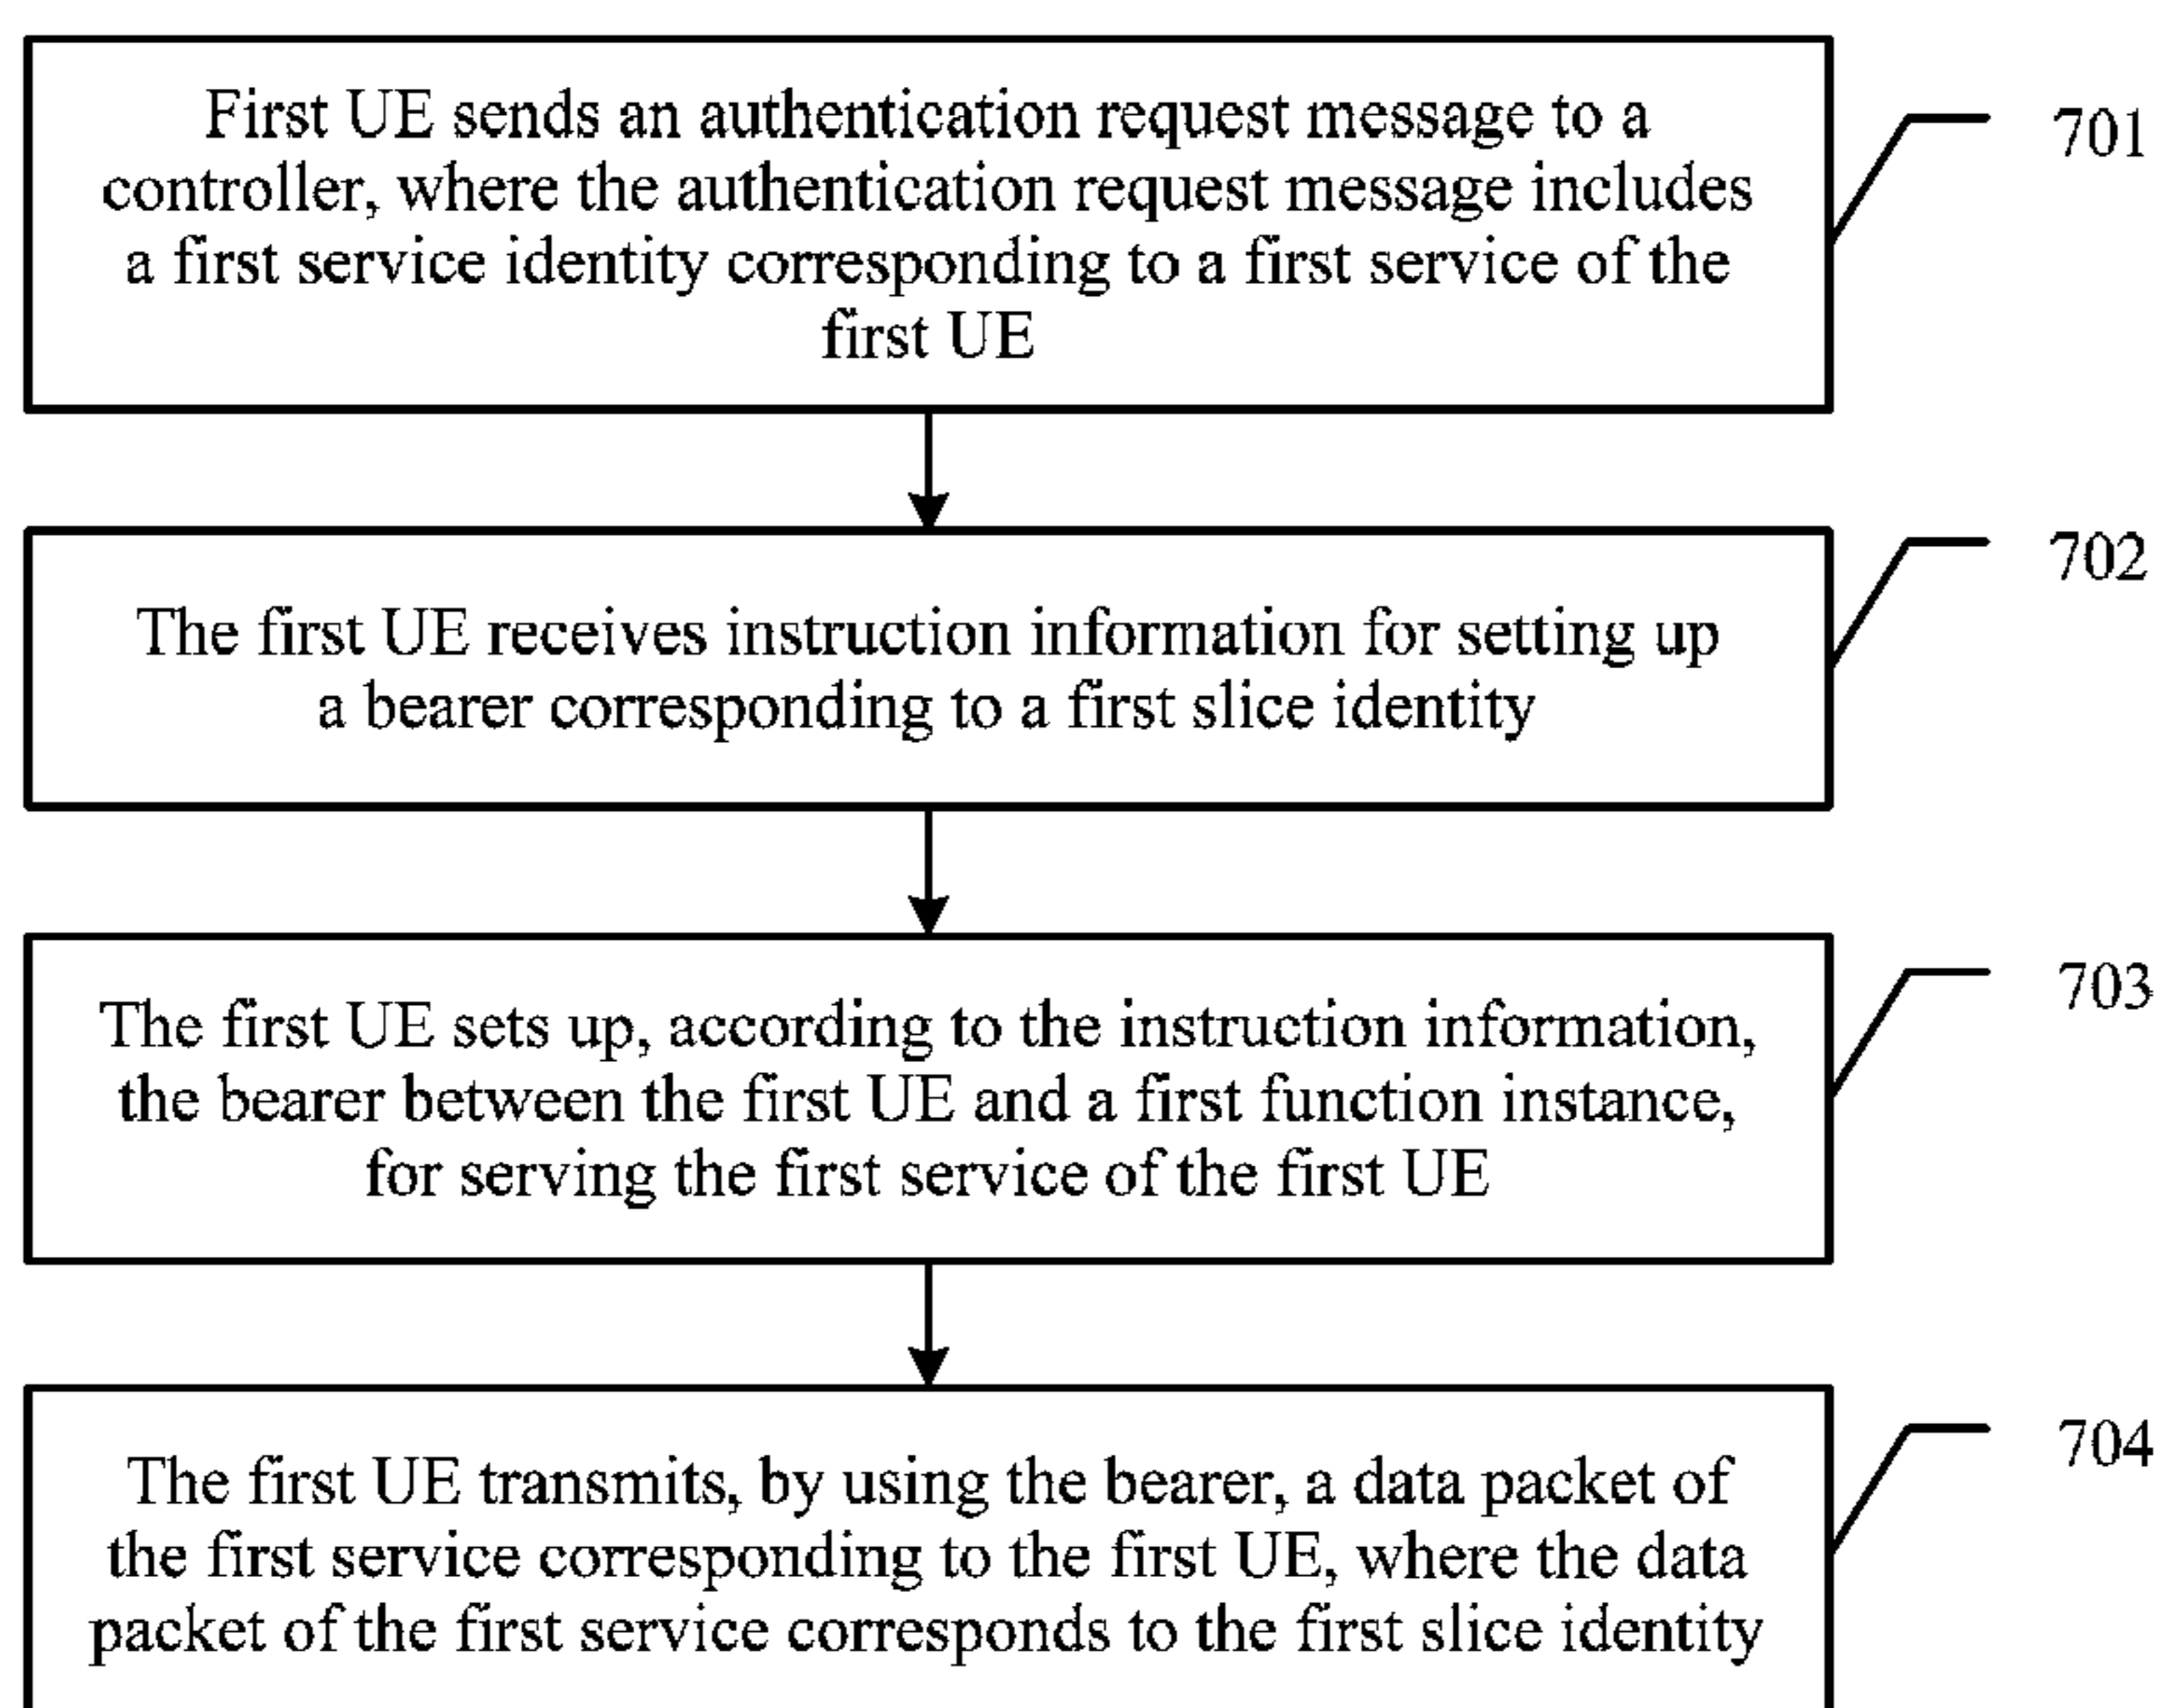 First UE sends an authentication request message to a
controller, where the authentication request message includes
a first service identity corresponding to a first service of the
first UE
701
The first UE receives instruction information for setting up
a bearer corresponding to a first slice identity
702
The first UE sets up, according to the instruction information,
the bearer between the first UE and a first function instance,
for serving the first service of the first UE
703
The first UE transmits, by using the bearer, a data packet of
the first service corresponding to the first UE, where the data
packet of the first service corresponds to the first slice identity
704